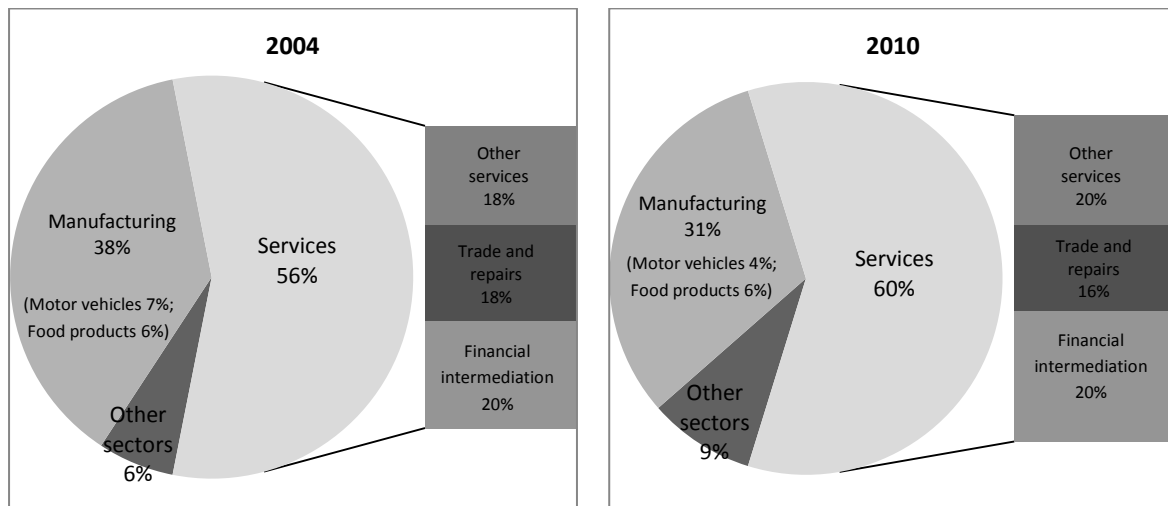 2004
Manufacturing
38%
(Motor vehicles 7%;
Food products 6%)
Services
56%
Other
sectors
6%
Other
services
18%
Trade and
repairs
18%
Financial
intermediation
20%
2010
Manufacturing
31%
(Motor vehicles 4%;
Food products 6%)
Services
60%
Other
sectors
9%
Other
services
20%
Trade and
repairs
16%
Financial
intermediation
20%